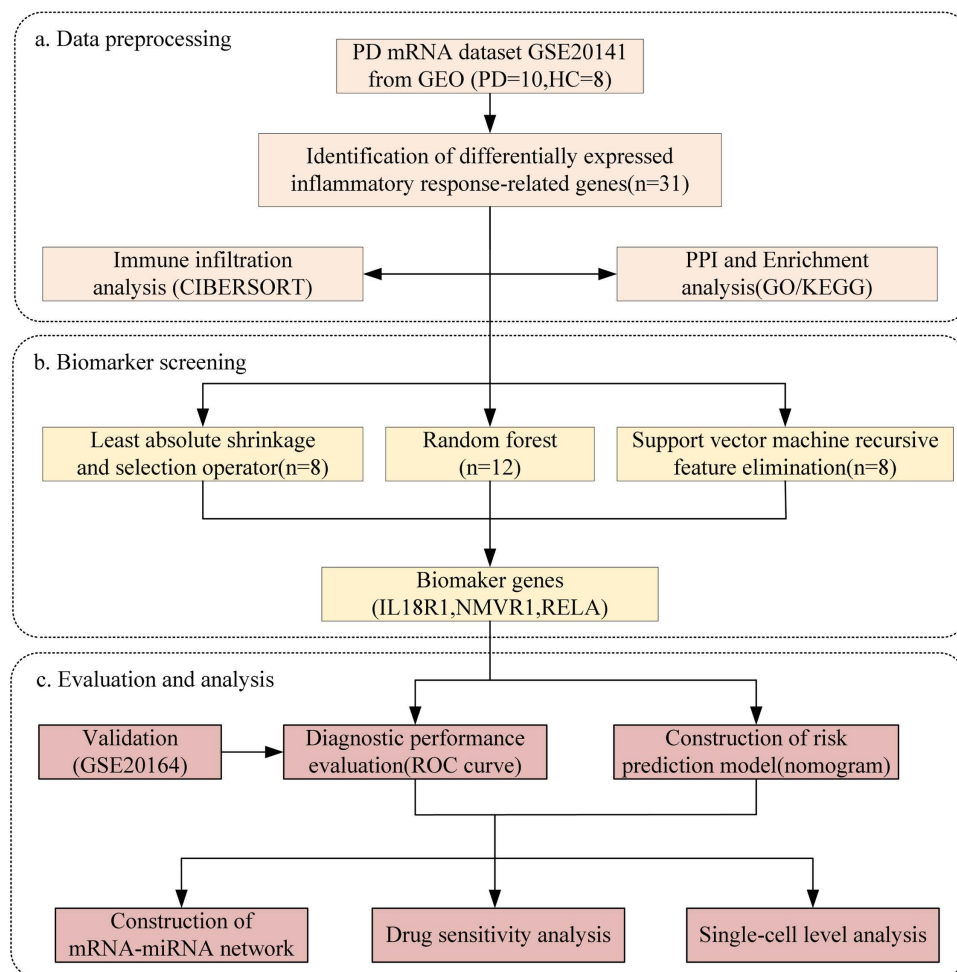 a. Data preprocessing
PD mRNA dataset GSE20141
from GEO (PD=10,HC=8)
Identification of differentially expressed
inflammatory response-related genes(n=31)
Immune infiltration
analysis (CIBERSORT)
PPI and Enrichment
analysis(GO/KEGG)
b. Biomarker screening
Least absolute shrinkage
and selection operator(n=8)
Random forest
(n=12)
Support vector machine recursive
feature elimination(n=8)
Biomaker genes
(IL18R1,NMVR1,RELA)
c. Evaluation and analysis
Validation
(GSE20164)
Diagnostic performance
evaluation(ROC curve)
Construction of risk
prediction model(nomogram)
Construction of
mRNA-miRNA network
Drug sensitivity analysis
Single-cell level analysis